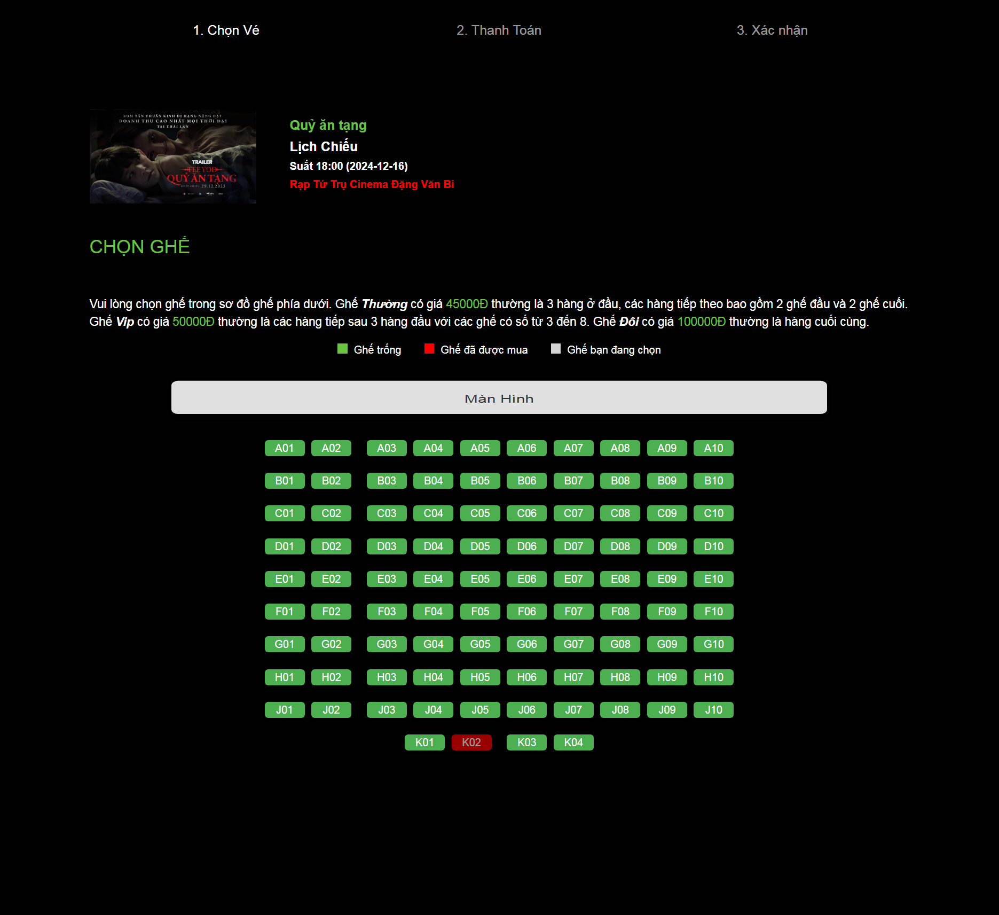 1. Chọn Vé 2. Thanh Toán 3. Xác nhận
BOM TẤN THUẦN KINH DỊ HẠNG NẶNG ĐẠT
DOANH THU CAO NHẤT MỌI THỜI ĐẠI
TẠI THÁI LAN
TRAILER
TEE YOD
QUỶ ĂN TẠNG
KHỞI CHIẾU 29.12.2023
Quỷ ăn tạng
Lịch Chiếu
Suất 18:00 (2024-12-16)
Rạp Tứ Trụ Cinema Đặng Văn Bi
CHỌN GHẾ
Vui lòng chọn ghế trong sơ đồ ghế phía dưới. Ghế Thường có giá 45000Đ thường là 3 hàng ở đầu, các hàng tiếp theo bao gồm 2 ghế đầu và 2 ghế cuối.
Ghế Vip có giá 50000Đ thường là các hàng tiếp sau 3 hàng đầu với các ghế có số từ 3 đến 8. Ghế Đôi có giá 100000Đ thường là hàng cuối cùng.
Ghế trống Ghế đã được mua Ghế bạn đang chọn
Màn Hình
A01 A02 A03 A04 A05 A06 A07 A08 A09 A10
B01 B02 B03 B04 B05 B06 B07 B08 B09 B10
C01 C02 C03 C04 C05 C06 C07 C08 C09 C10
D01 D02 D03 D04 D05 D06 D07 D08 D09 D10
E01 E02 E03 E04 E05 E06 E07 E08 E09 E10
F01 F02 F03 F04 F05 F06 F07 F08 F09 F10
G01 G02 G03 G04 G05 G06 G07 G08 G09 G10
H01 H02 H03 H04 H05 H06 H07 H08 H09 H10
J01 J02 J03 J04 J05 J06 J07 J08 J09 J10
K01 K02 K03 K04